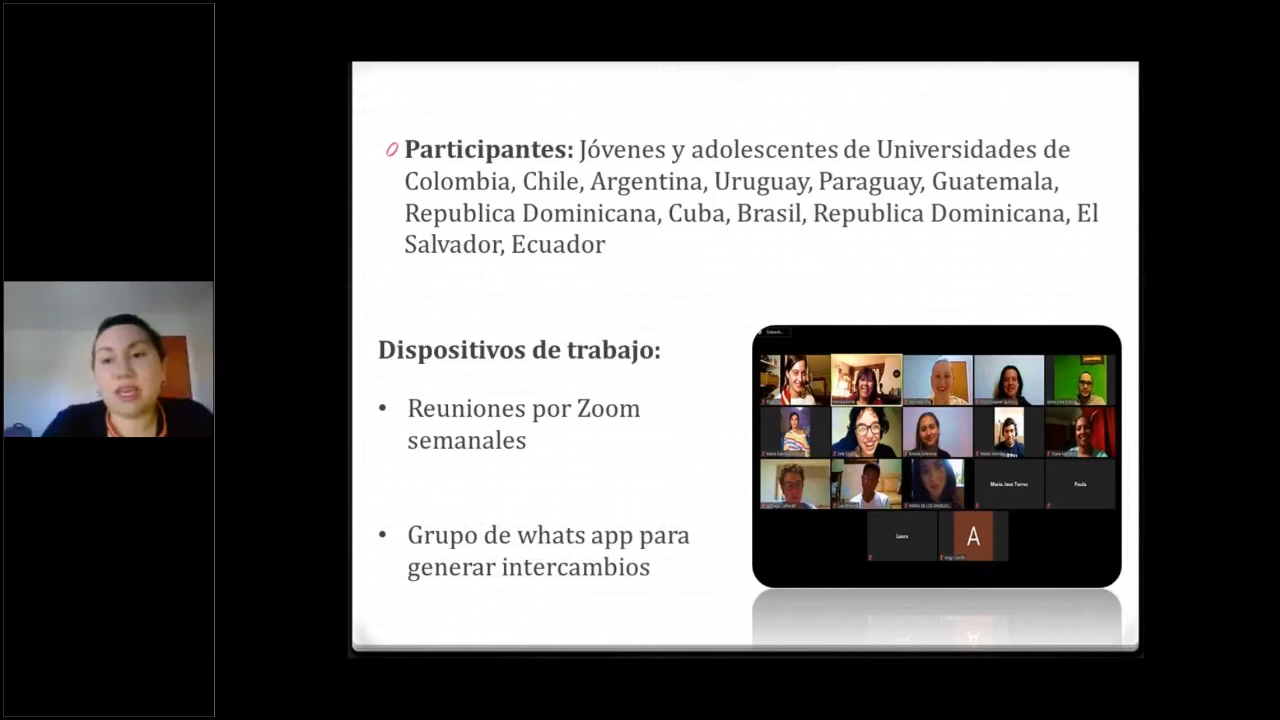 Participantes: Jóvenes y adolescentes de Universidades de
Colombia, Chile, Argentina, Uruguay, Paraguay, Guatemala,
Republica Dominicana, Cuba, Brasil, Republica Dominicana, El
Salvador, Ecuador
Dispositivos de trabajo:
• Reuniones por Zoom
semanales
• Grupo de whats app para
generar intercambios
Maria Jose Torres
Paula
Laura
A